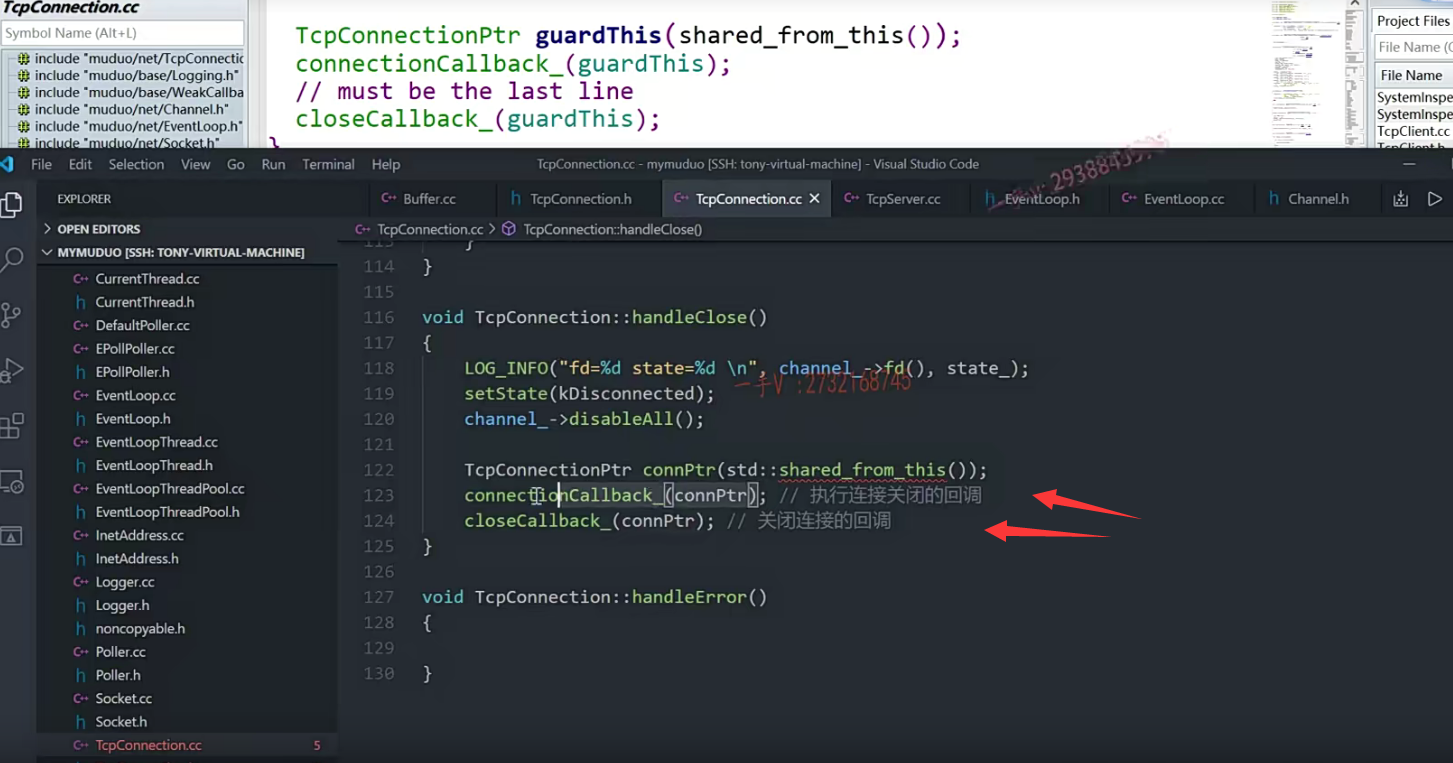 TcpConnection.cc
Symbol Name (Alt+L)
include "muduo/net/TcpConnectic
include "muduo/base/Logging.h"
include "muduo/base/WeakCallba
include "muduo/net/Channel.h"
include "muduo/net/EventLoop.h"
include "muduo/net/Socket.h"
TcpConnectionPtr guardThis(shared_from_this());
connectionCallback_(guardThis);
// must be the last line
closeCallback_(guardThis);
}
Project Files
File Name (C
File Name
SystemInspe
SystemInspe
TcpClient.cc
TcpClient.h
File Edit Selection View Go Run Terminal Help
TcpConnection.cc - mymuduo [SSH: tony-virtual-machine] - Visual Studio Code
EXPLORER
Buffer.cc
TcpConnection.h
TcpConnection.cc
TcpServer.cc
EventLoop.h
EventLoop.cc
Channel.h
OPEN EDITORS
MYMUDUO [SSH: TONY-VIRTUAL-MACHINE]
CurrentThread.cc
CurrentThread.h
DefaultPoller.cc
EPollPoller.cc
EPollPoller.h
EventLoop.cc
EventLoop.h
EventLoopThread.cc
EventLoopThread.h
EventLoopThreadPool.cc
EventLoopThreadPool.h
InetAddress.cc
InetAddress.h
Logger.cc
Logger.h
noncopyable.h
Poller.cc
Poller.h
Socket.cc
Socket.h
TcpConnection.cc 5
TcpConnection.cc > TcpConnection::handleClose()
113 }
114 }
115
116 void TcpConnection::handleClose()
117 {
118 LOG_INFO("fd=%d state=%d \n", channel_->fd(), state_);
一手V :2732168745
119 setState(kDisconnected);
120 channel_->disableAll();
121
122 TcpConnectionPtr connPtr(std::shared_from_this());
123 connectionCallback_(connPtr); // 执行连接关闭的回调
124 closeCallback_(connPtr); // 关闭连接的回调
125 }
126
127 void TcpConnection::handleError()
128 {
129
130 }